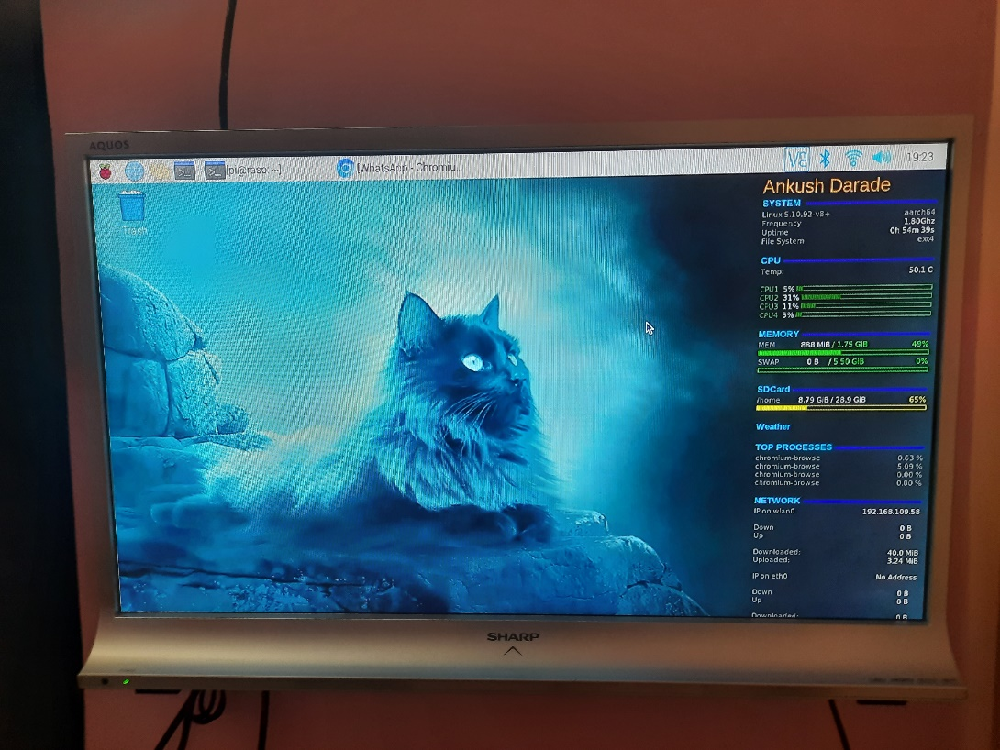 AQUOS
[pi@rasp: ~] [WhatsApp - Chromiu... V2 19:23
Trash
Ankush Darade
SYSTEM
Linux 5.10.92-v8+ aarch64
Frequency 1.80Ghz
Uptime 0h 54m 39s
File System ext4
CPU
Temp: 50.1 C
CPU1 5%
CPU2 31%
CPU3 11%
CPU4 5%
MEMORY
MEM 888 MiB / 1.75 GiB 49%
SWAP 0 B / 5.50 GiB 0%
SDCard
/home 8.79 GiB / 28.9 GiB 65%
Weather
TOP PROCESSES
chromium-browse 0.63 %
chromium-browse 5.09 %
chromium-browse 0.00 %
chromium-browse 0.00 %
NETWORK
IP on wlan0 192.168.109.58
Down 0 B
Up 0 B
Downloaded: 40.0 MiB
Uploaded: 3.24 MiB
IP on eth0 No Address
Down 0 B
Up 0 B
Downloaded: 0 B
SHARP